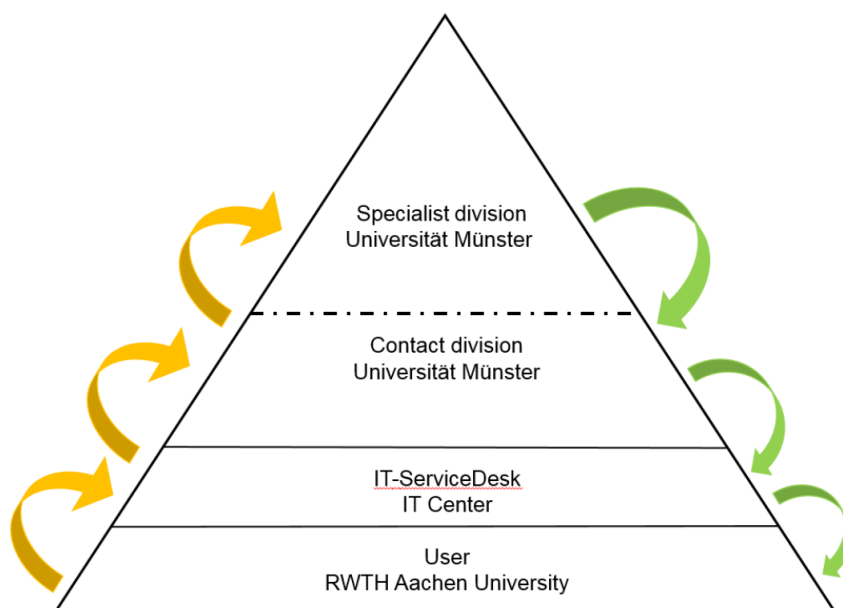 Specialist division
Universität Münster
Contact division
Universität Münster
IT-ServiceDesk
IT Center
User
RWTH Aachen University